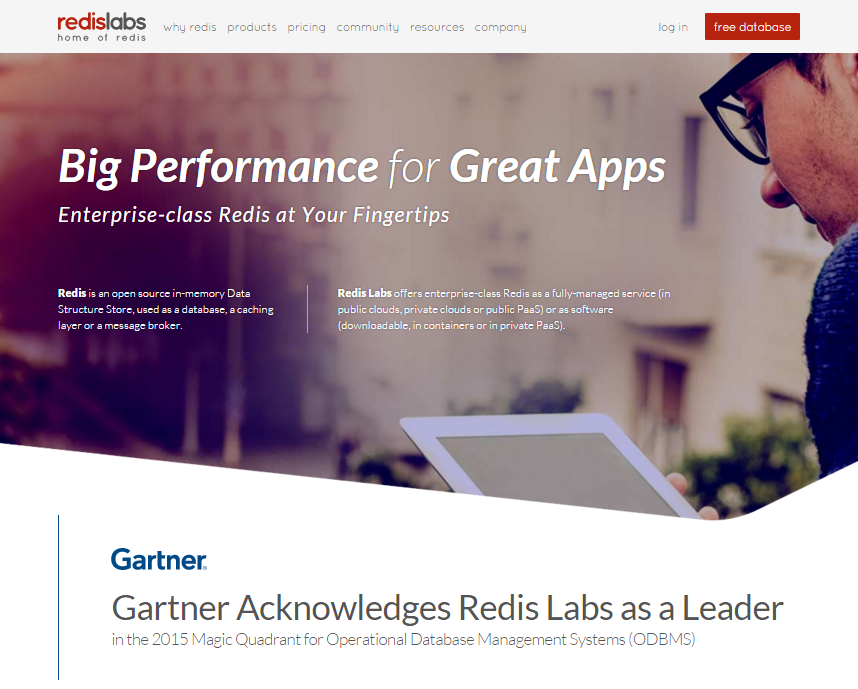 redislabs
home of redis
why redis products pricing community resources company
log in
free database
Big Performance for Great Apps
Enterprise-class Redis at Your Fingertips
Redis is an open source in-memory Data
Structure Store, used as a database, a caching
layer or a message broker.
Redis Labs offers enterprise-class Redis as a fully-managed service (in
public clouds, private clouds or public PaaS) or as software
(downloadable, in containers or in private PaaS).
Gartner®
Gartner Acknowledges Redis Labs as a Leader
in the 2015 Magic Quadrant for Operational Database Management Systems (ODBMS)